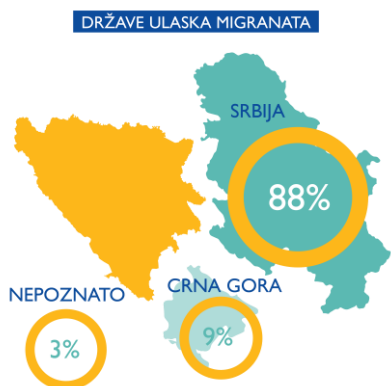 DRŽAVE ULASKA MIGRANATA
SRBIJA
88%
NEPOZNATO
3%
CRNA GORA
9%